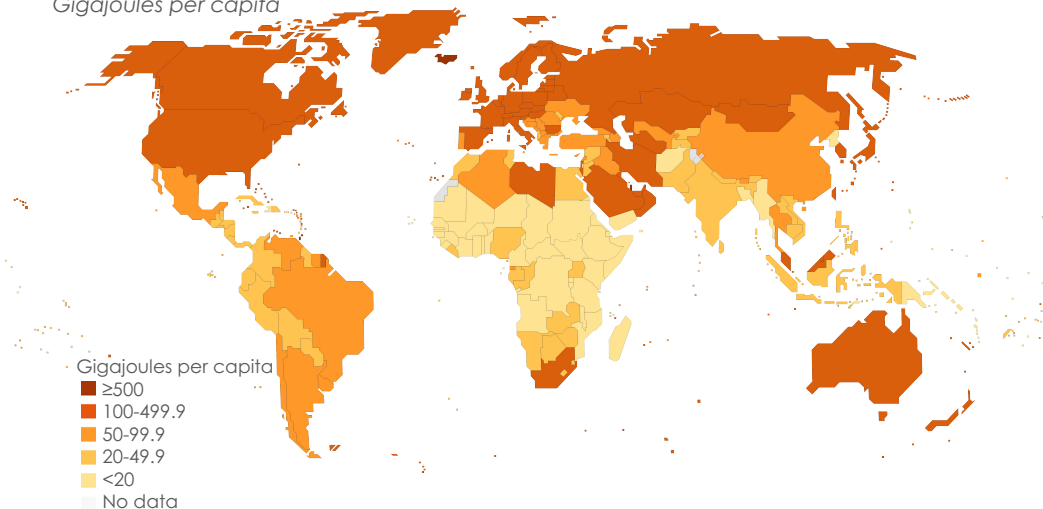 Gigajoules per capita
Gigajoules per capita
≥500
100-499.9
50-99.9
20-49.9
<20
No data